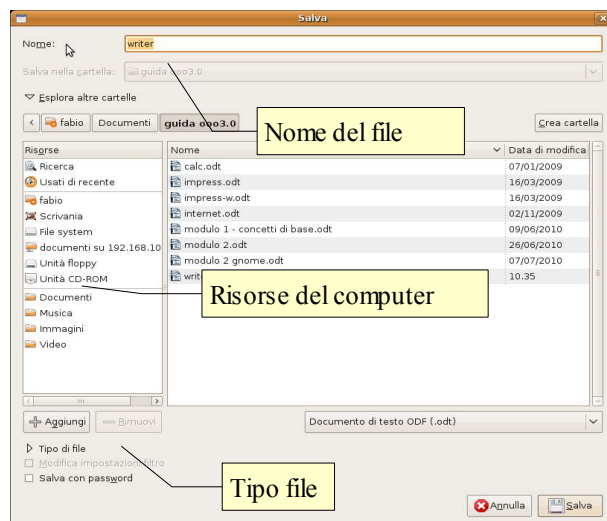 Salva
Nome: writer
Salva nella cartella: guida ooo3.0
Esplora altre cartelle
fabio Documenti guida ooo3.0 Crea cartella
Nome del file
Risorse Nome Data di modifica
Ricerca calc.odt 07/01/2009
Usati di recente impress.odt 16/03/2009
fabio impress-w.odt 16/03/2009
Scrivania internet.odt 02/11/2009
File system modulo 1 - concetti di base.odt 09/06/2010
documenti su 192.168.10 modulo 2.odt 26/06/2010
Unità floppy modulo 2 gnome.odt 07/07/2010
Unità CD-ROM writ 10.35
Risorse del computer
Documenti
Musica
Immagini
Video
Aggiungi Rimuovi Documento di testo ODF (.odt)
Tipo di file
Modifica impostazioni filtro
Salva con password
Tipo file
Annulla Salva